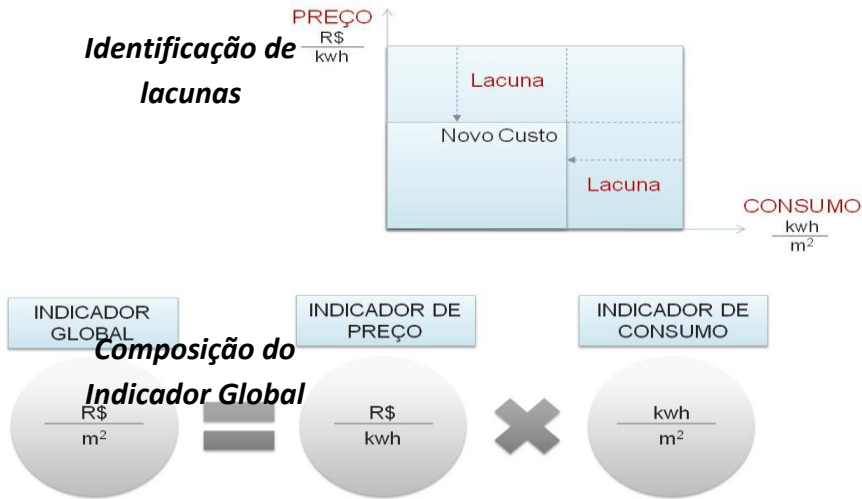 PREÇO
R$
kwh
Identificação de
lacunas
Lacuna
Novo Custo
Lacuna
CONSUMO
kwh
m²
INDICADOR
GLOBAL
INDICADOR DE
PREÇO
INDICADOR DE
CONSUMO
Composição do
Indicador Global
R$
m²
R$
kwh
kwh
m²